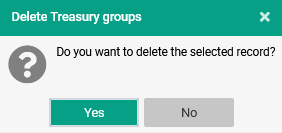 Delete Treasury groups
Do you want to delete the selected record?
Yes
No